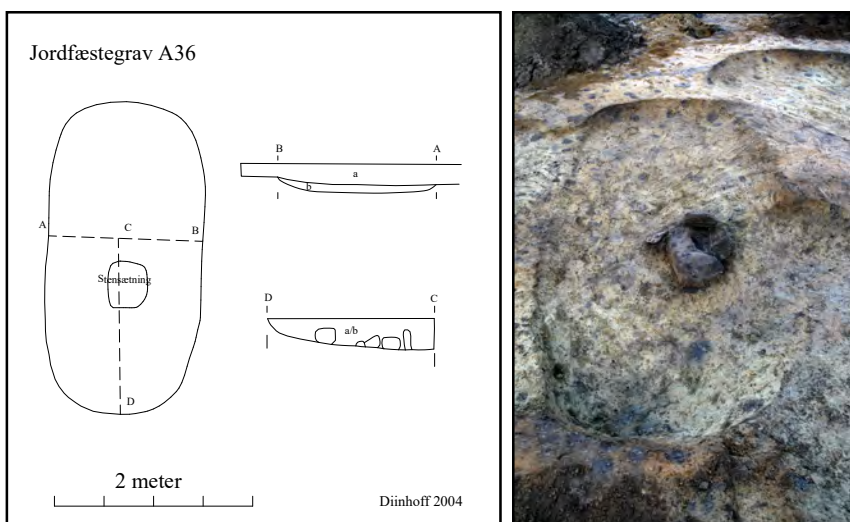 Jordfæstegrav A36
B A
a
b
A C B
Stensætning
D C
a/b
D
2 meter
Diinhoff 2004